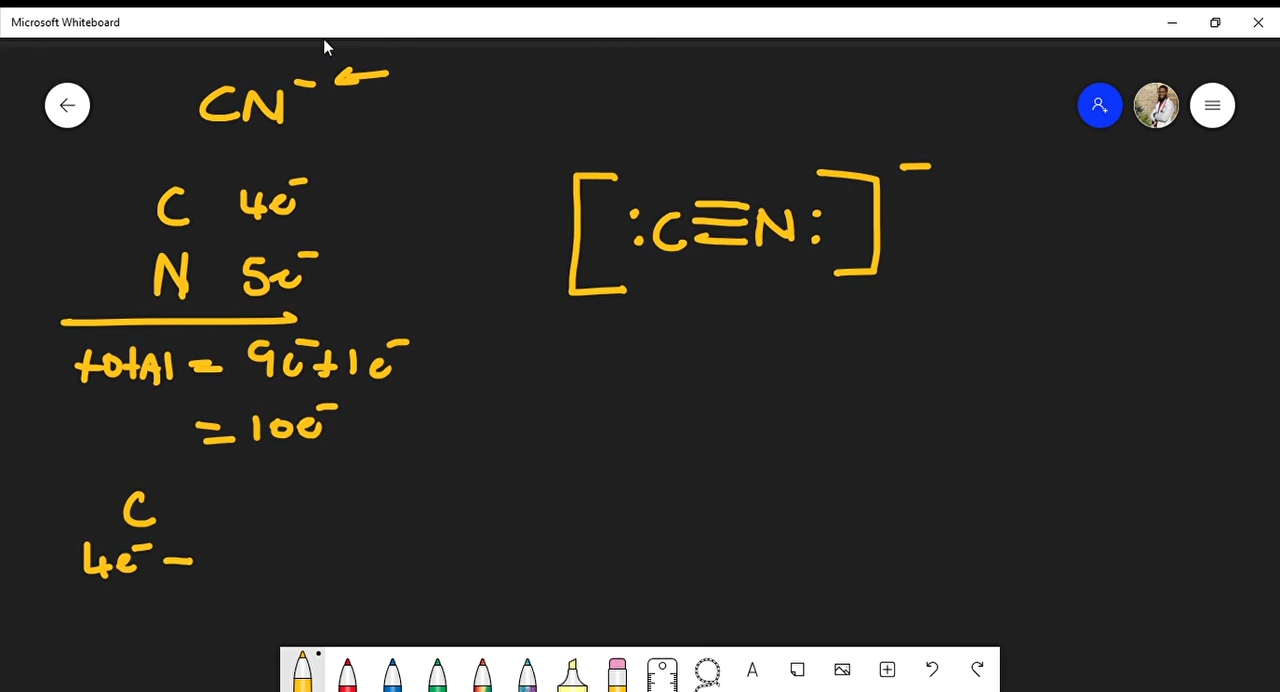 Microsoft Whiteboard
CN⁻ ←
C 4e⁻
N 5e⁻
total = 9e⁻ + 1e⁻
= 10e⁻
C
4e⁻ −
[:C≡N:]⁻
A